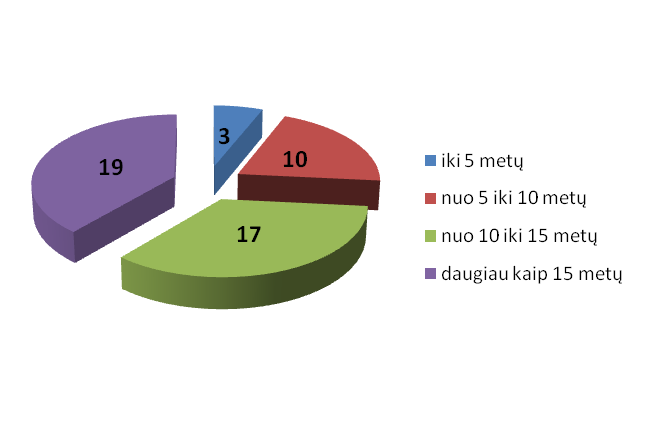 3
10
17
19
iki 5 metų
nuo 5 iki 10 metų
nuo 10 iki 15 metų
daugiau kaip 15 metų